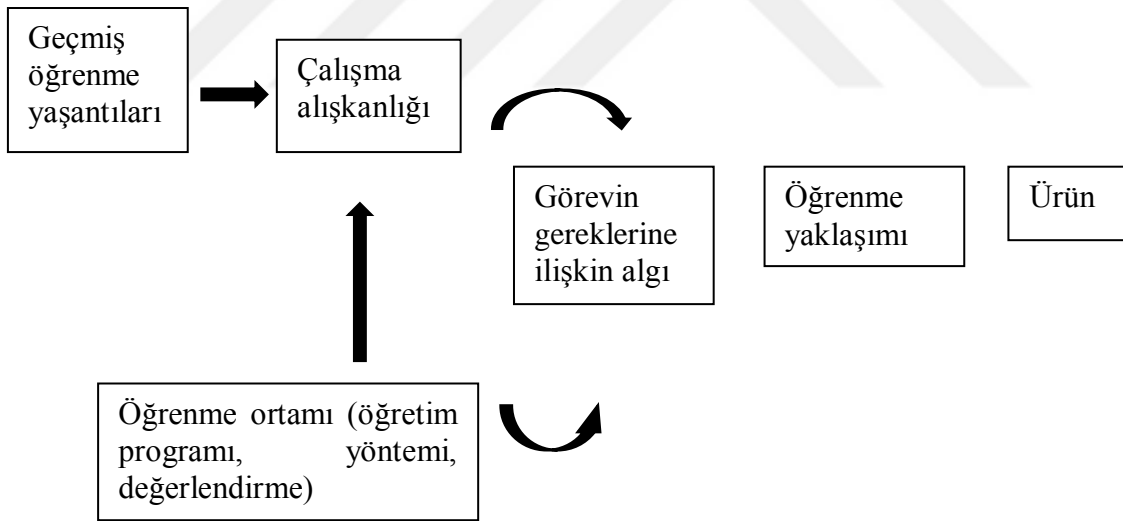 Geçmiş
öğrenme
yaşantıları
Çalışma
alışkanlığı
Görevin
gereklerine
ilişkin algı
Öğrenme
yaklaşımı
Ürün
Öğrenme ortamı (öğretim
programı, yöntemi,
değerlendirme)